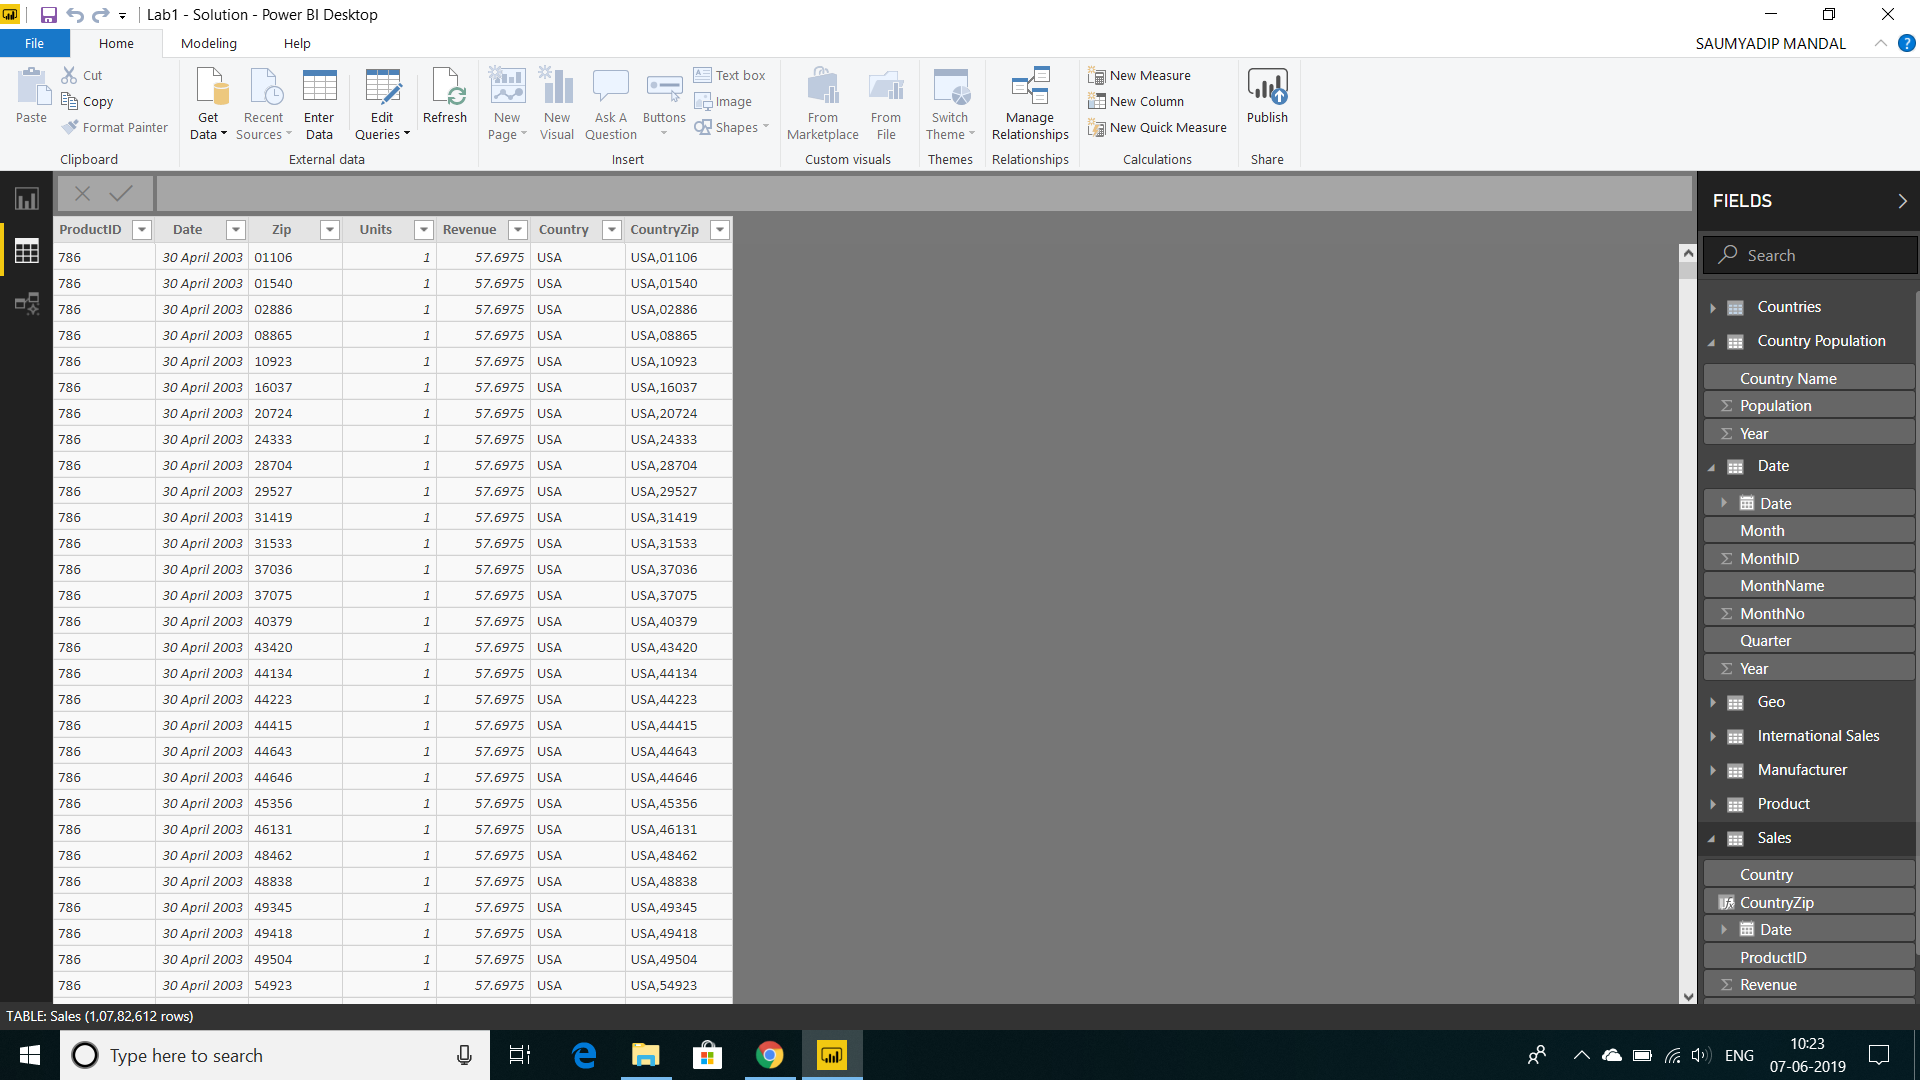 Lab1 - Solution - Power BI Desktop
File Home Modeling Help SAUMYADIP MANDAL ?
Paste Cut Copy Format Painter
Clipboard
Get Data Recent Sources Enter Data Edit Queries Refresh
External data
New Page New Visual Ask A Question Buttons Text box Image Shapes
Insert
From Marketplace From File
Custom visuals
Switch Theme
Themes
Manage Relationships
Relationships
New Measure
New Column
New Quick Measure
Calculations
Publish
Share
ProductID Date Zip Units Revenue Country CountryZip
786 30 April 2003 01106 1 57.6975 USA USA,01106
786 30 April 2003 01540 1 57.6975 USA USA,01540
786 30 April 2003 02886 1 57.6975 USA USA,02886
786 30 April 2003 08865 1 57.6975 USA USA,08865
786 30 April 2003 10923 1 57.6975 USA USA,10923
786 30 April 2003 16037 1 57.6975 USA USA,16037
786 30 April 2003 20724 1 57.6975 USA USA,20724
786 30 April 2003 24333 1 57.6975 USA USA,24333
786 30 April 2003 28704 1 57.6975 USA USA,28704
786 30 April 2003 29527 1 57.6975 USA USA,29527
786 30 April 2003 31419 1 57.6975 USA USA,31419
786 30 April 2003 31533 1 57.6975 USA USA,31533
786 30 April 2003 37036 1 57.6975 USA USA,37036
786 30 April 2003 37075 1 57.6975 USA USA,37075
786 30 April 2003 40379 1 57.6975 USA USA,40379
786 30 April 2003 43420 1 57.6975 USA USA,43420
786 30 April 2003 44134 1 57.6975 USA USA,44134
786 30 April 2003 44223 1 57.6975 USA USA,44223
786 30 April 2003 44415 1 57.6975 USA USA,44415
786 30 April 2003 44643 1 57.6975 USA USA,44643
786 30 April 2003 44646 1 57.6975 USA USA,44646
786 30 April 2003 45356 1 57.6975 USA USA,45356
786 30 April 2003 46131 1 57.6975 USA USA,46131
786 30 April 2003 48462 1 57.6975 USA USA,48462
786 30 April 2003 48838 1 57.6975 USA USA,48838
786 30 April 2003 49345 1 57.6975 USA USA,49345
786 30 April 2003 49418 1 57.6975 USA USA,49418
786 30 April 2003 49504 1 57.6975 USA USA,49504
786 30 April 2003 54923 1 57.6975 USA USA,54923
FIELDS
Search
Countries
Country Population
Country Name
Σ Population
Σ Year
Date
Date
Month
Σ MonthID
MonthName
Σ MonthNo
Quarter
Σ Year
Geo
International Sales
Manufacturer
Product
Sales
Country
CountryZip
Date
ProductID
Σ Revenue
TABLE: Sales (1,07,82,612 rows)
Type here to search
ENG
10:23
07-06-2019